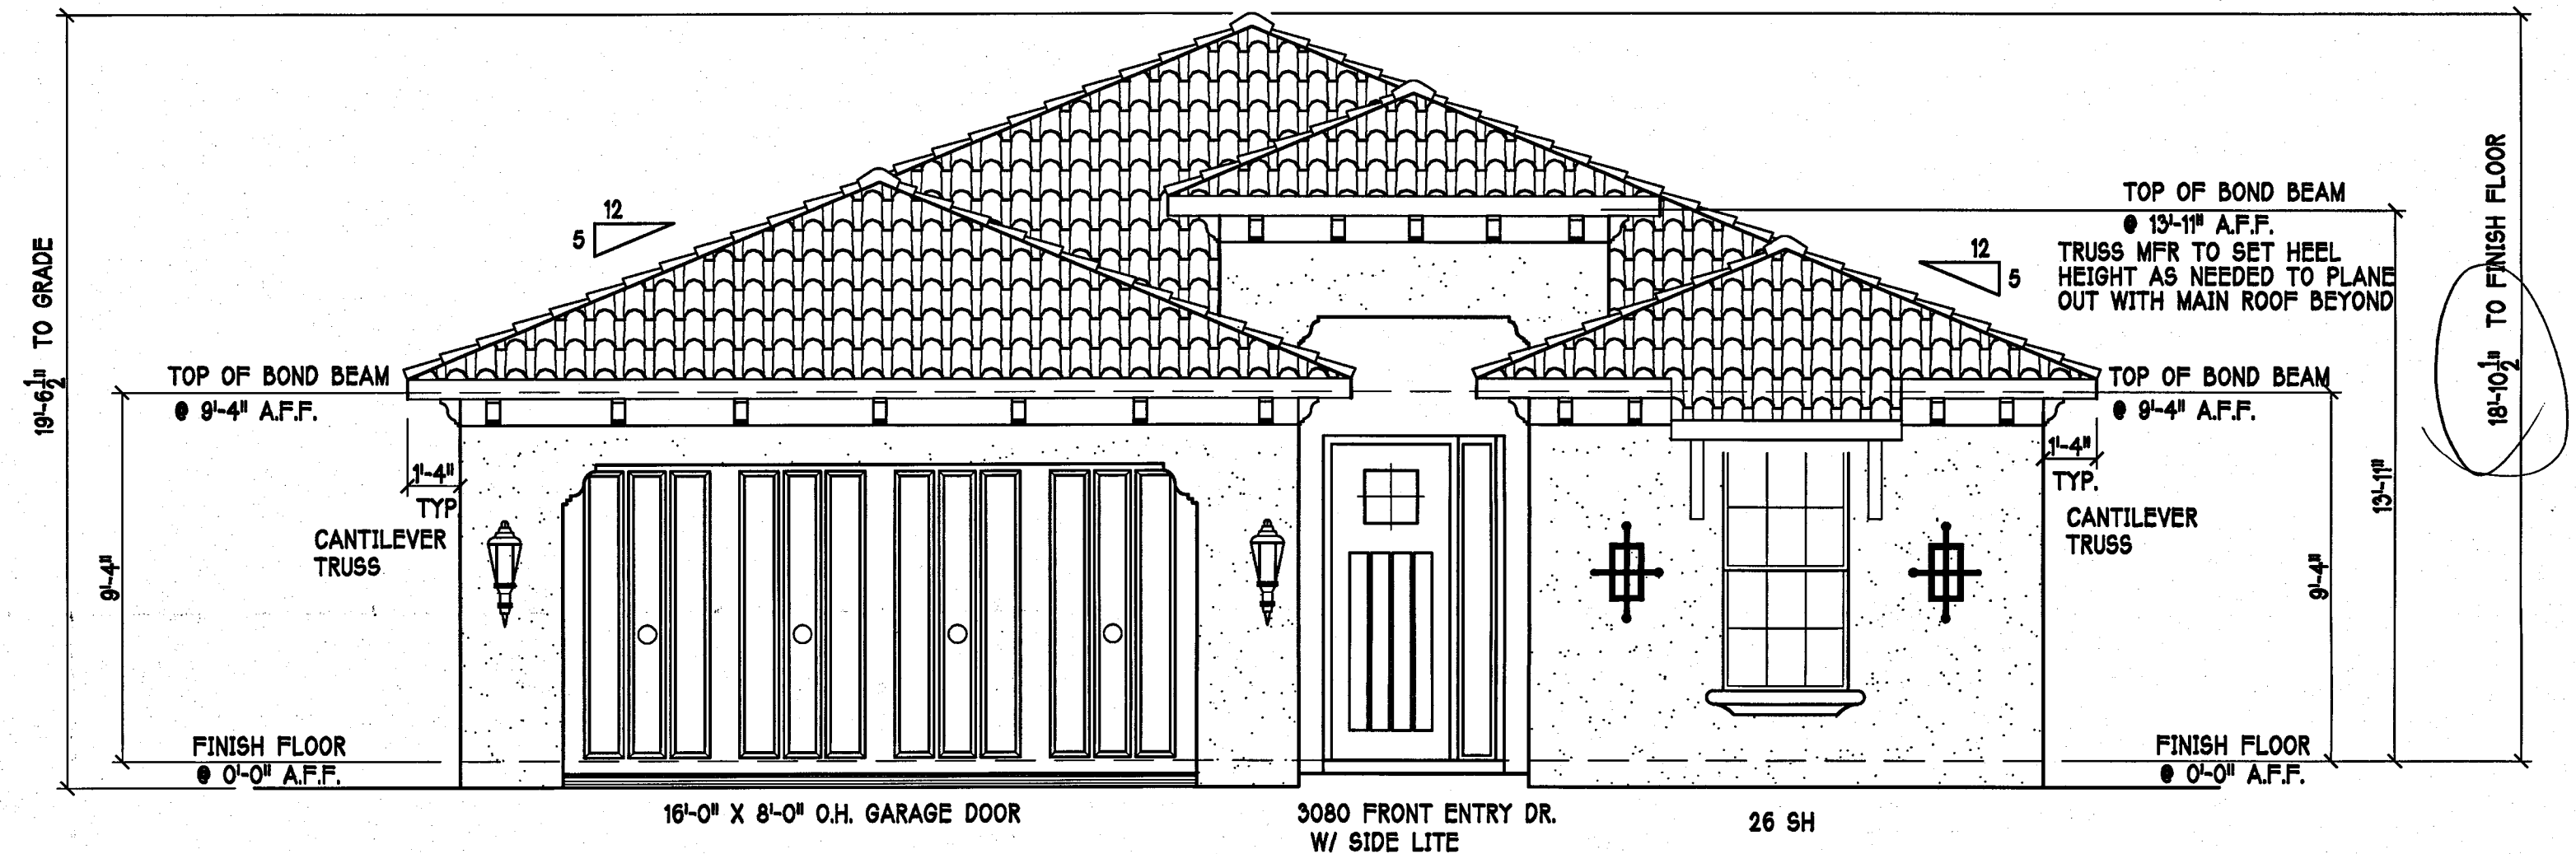 19'-6 1/2" TO GRADE
12
5
TOP OF BOND BEAM
@ 9'-4" A.F.F.
1'-4"
TYP.
CANTILEVER
TRUSS
9'-4"
FINISH FLOOR
@ 0'-0" A.F.F.
16'-0" X 8'-0" O.H. GARAGE DOOR
3080 FRONT ENTRY DR.
W/ SIDE LITE
26 SH
12
5
TOP OF BOND BEAM
@ 13'-11" A.F.F.
TRUSS MFR TO SET HEEL
HEIGHT AS NEEDED TO PLANE
OUT WITH MAIN ROOF BEYOND
TOP OF BOND BEAM
@ 9'-4" A.F.F.
1'-4"
TYP.
CANTILEVER
TRUSS
9'-4"
13'-11"
18'-10 1/2" TO FINISH FLOOR
FINISH FLOOR
@ 0'-0" A.F.F.